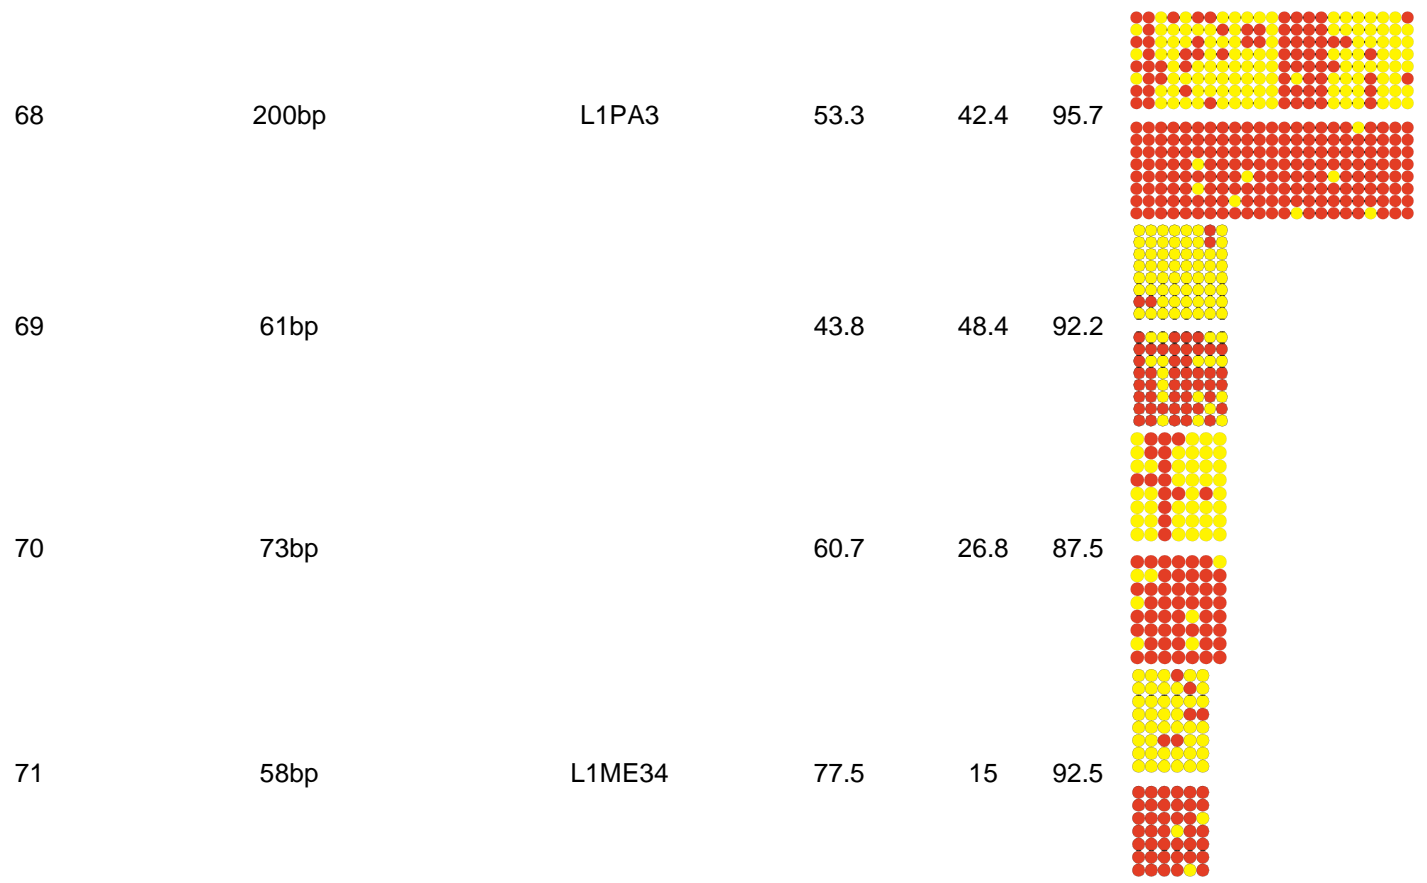 68 200bp L1PA3 53.3 42.4 95.7
69 61bp 43.8 48.4 92.2
70 73bp 60.7 26.8 87.5
71 58bp L1ME34 77.5 15 92.5